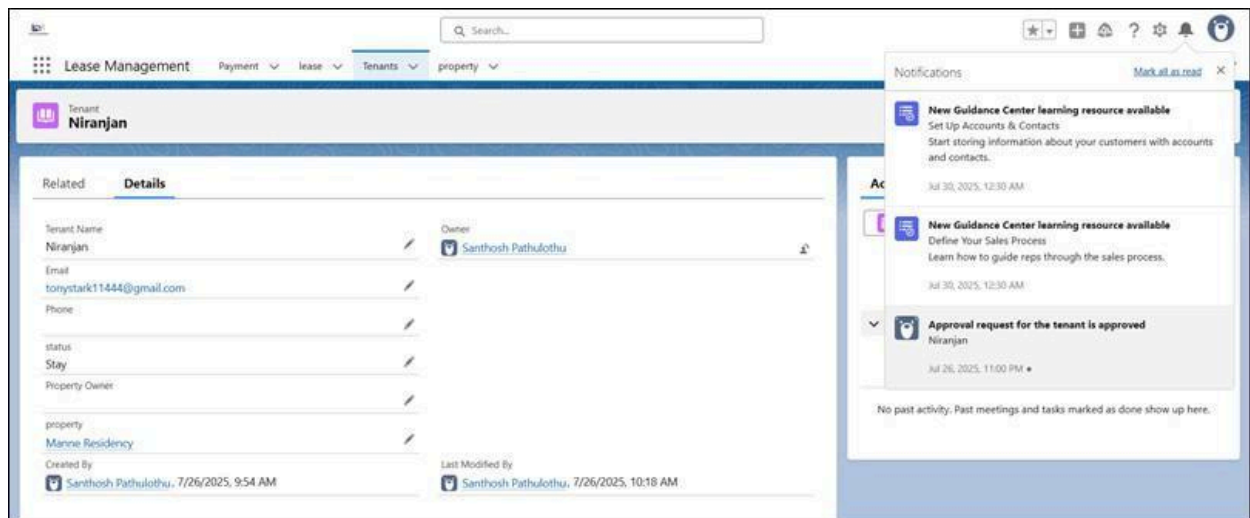 Search...
Lease Management
Payment
lease
Tenants
property
Notifications
Mark all as read
Tenant
Niranjan
New Guidance Center learning resource available
Set Up Accounts & Contacts
Start storing information about your customers with accounts
and contacts.
Jul 30, 2025, 12:30 AM
New Guidance Center learning resource available
Define Your Sales Process
Learn how to guide reps through the sales process.
Jul 30, 2025, 12:30 AM
Approval request for the tenant is approved
Niranjan
Jul 26, 2025, 11:00 PM
Related
Details
Tenant Name
Niranjan
Owner
Santhosh Pathulothu
Email
tonystark11444@gmail.com
Phone
status
Stay
Property Owner
property
Manne Residency
Created By
Santhosh Pathulothu, 7/26/2025, 9:54 AM
Last Modified By
Santhosh Pathulothu, 7/26/2025, 10:18 AM
Ac
No past activity. Past meetings and tasks marked as done show up here.